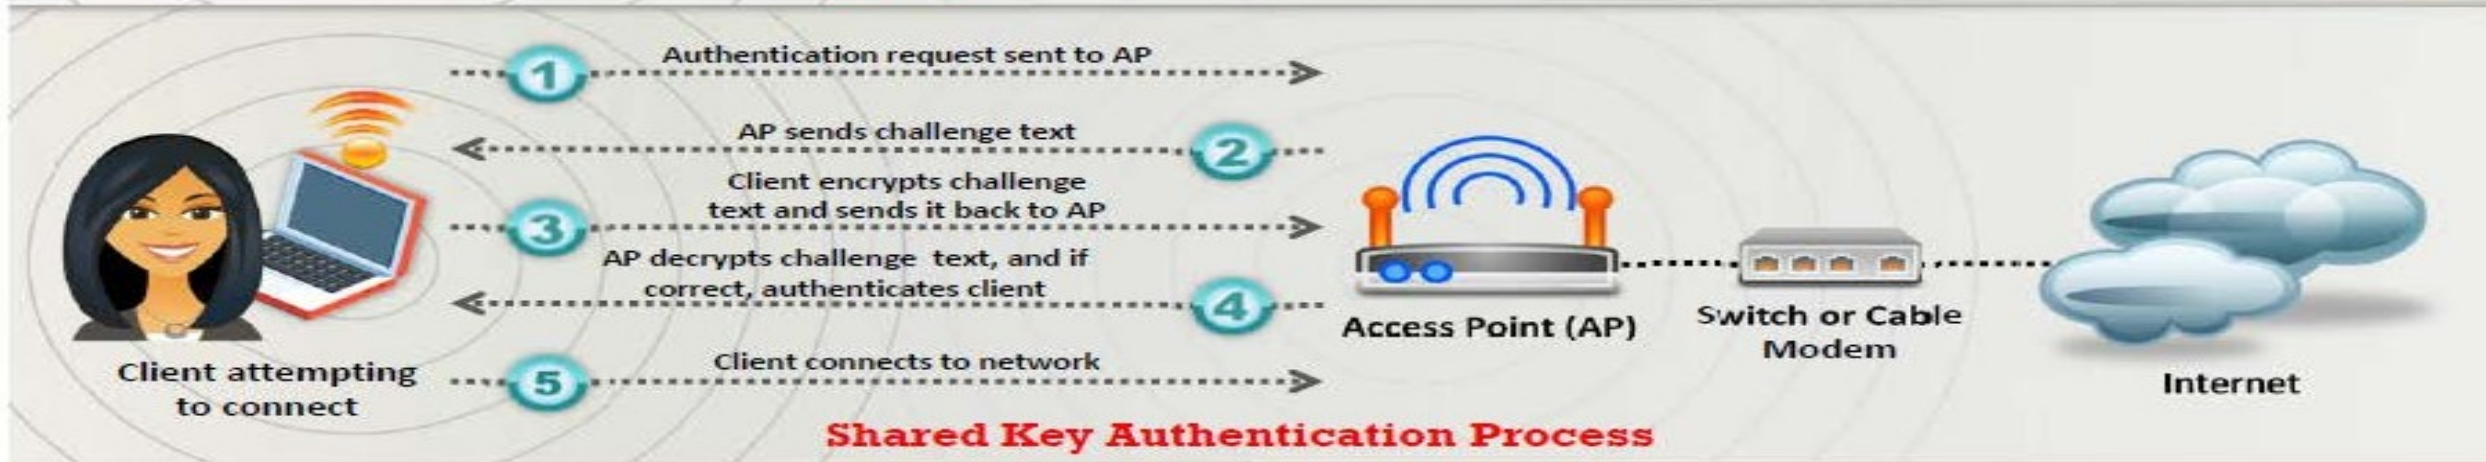 1
Authentication request sent to AP
AP sends challenge text
2
Client encrypts challenge
text and sends it back to AP
3
AP decrypts challenge text, and if
correct, authenticates client
4
Client connects to network
5
Client attempting
to connect
Access Point (AP)
Switch or Cable
Modem
Internet
Shared Key Authentication Process